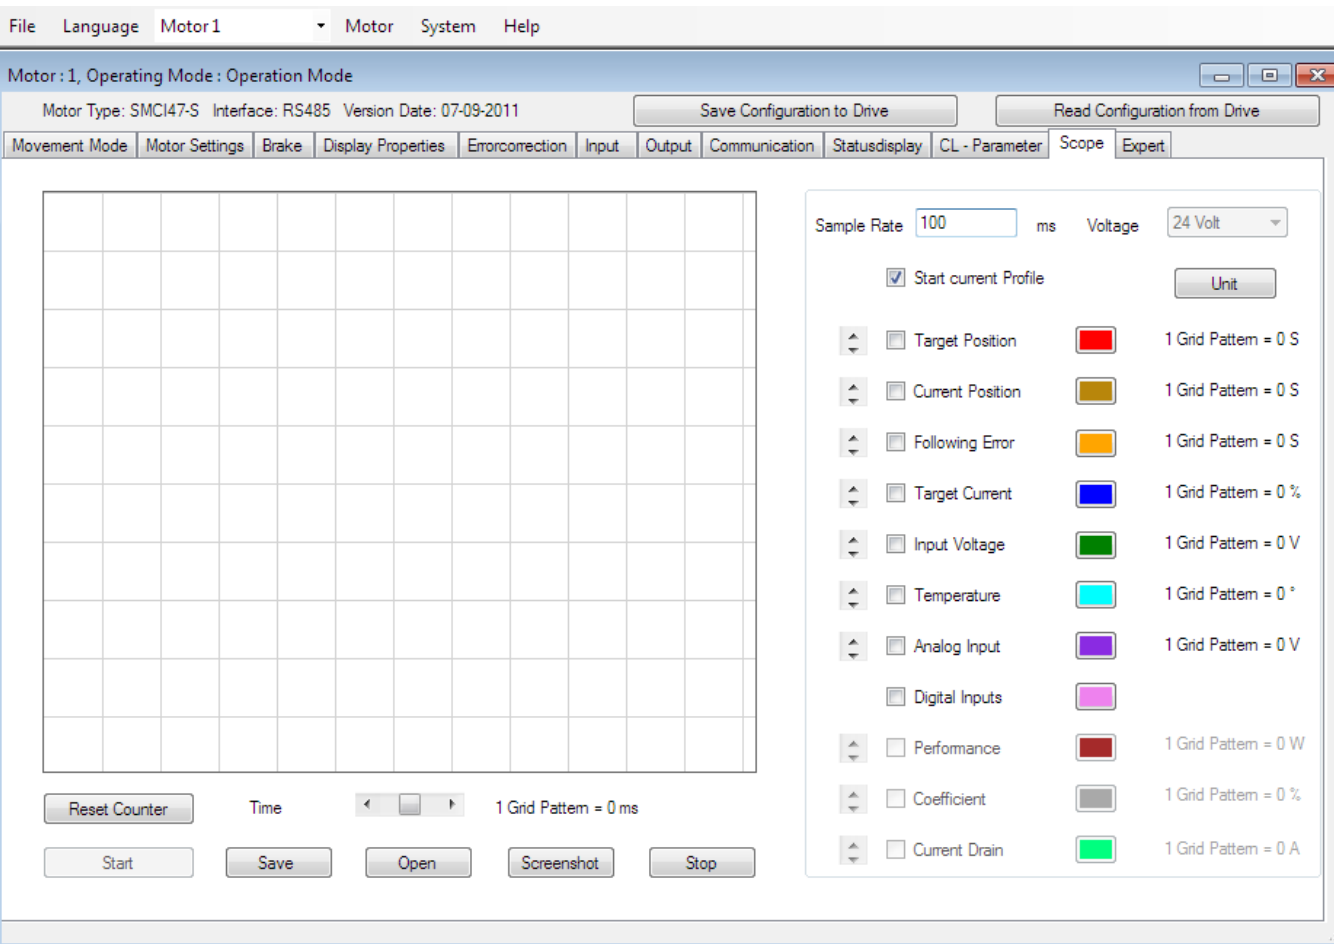 File Language Motor 1 Motor System Help
Motor : 1, Operating Mode : Operation Mode
Motor Type: SMCI47-S Interface: RS485 Version Date: 07-09-2011 Save Configuration to Drive Read Configuration from Drive
Movement Mode Motor Settings Brake Display Properties Errorcorrection Input Output Communication Statusdisplay CL - Parameter Scope Expert
Sample Rate 100 ms Voltage 24 Volt
Start current Profile Unit
Target Position 1 Grid Pattern = 0 S
Current Position 1 Grid Pattern = 0 S
Following Error 1 Grid Pattern = 0 S
Target Current 1 Grid Pattern = 0 %
Input Voltage 1 Grid Pattern = 0 V
Temperature 1 Grid Pattern = 0 °
Analog Input 1 Grid Pattern = 0 V
Digital Inputs
Performance 1 Grid Pattern = 0 W
Coefficient 1 Grid Pattern = 0 %
Current Drain 1 Grid Pattern = 0 A
Reset Counter Time 1 Grid Pattern = 0 ms
Start Save Open Screenshot Stop